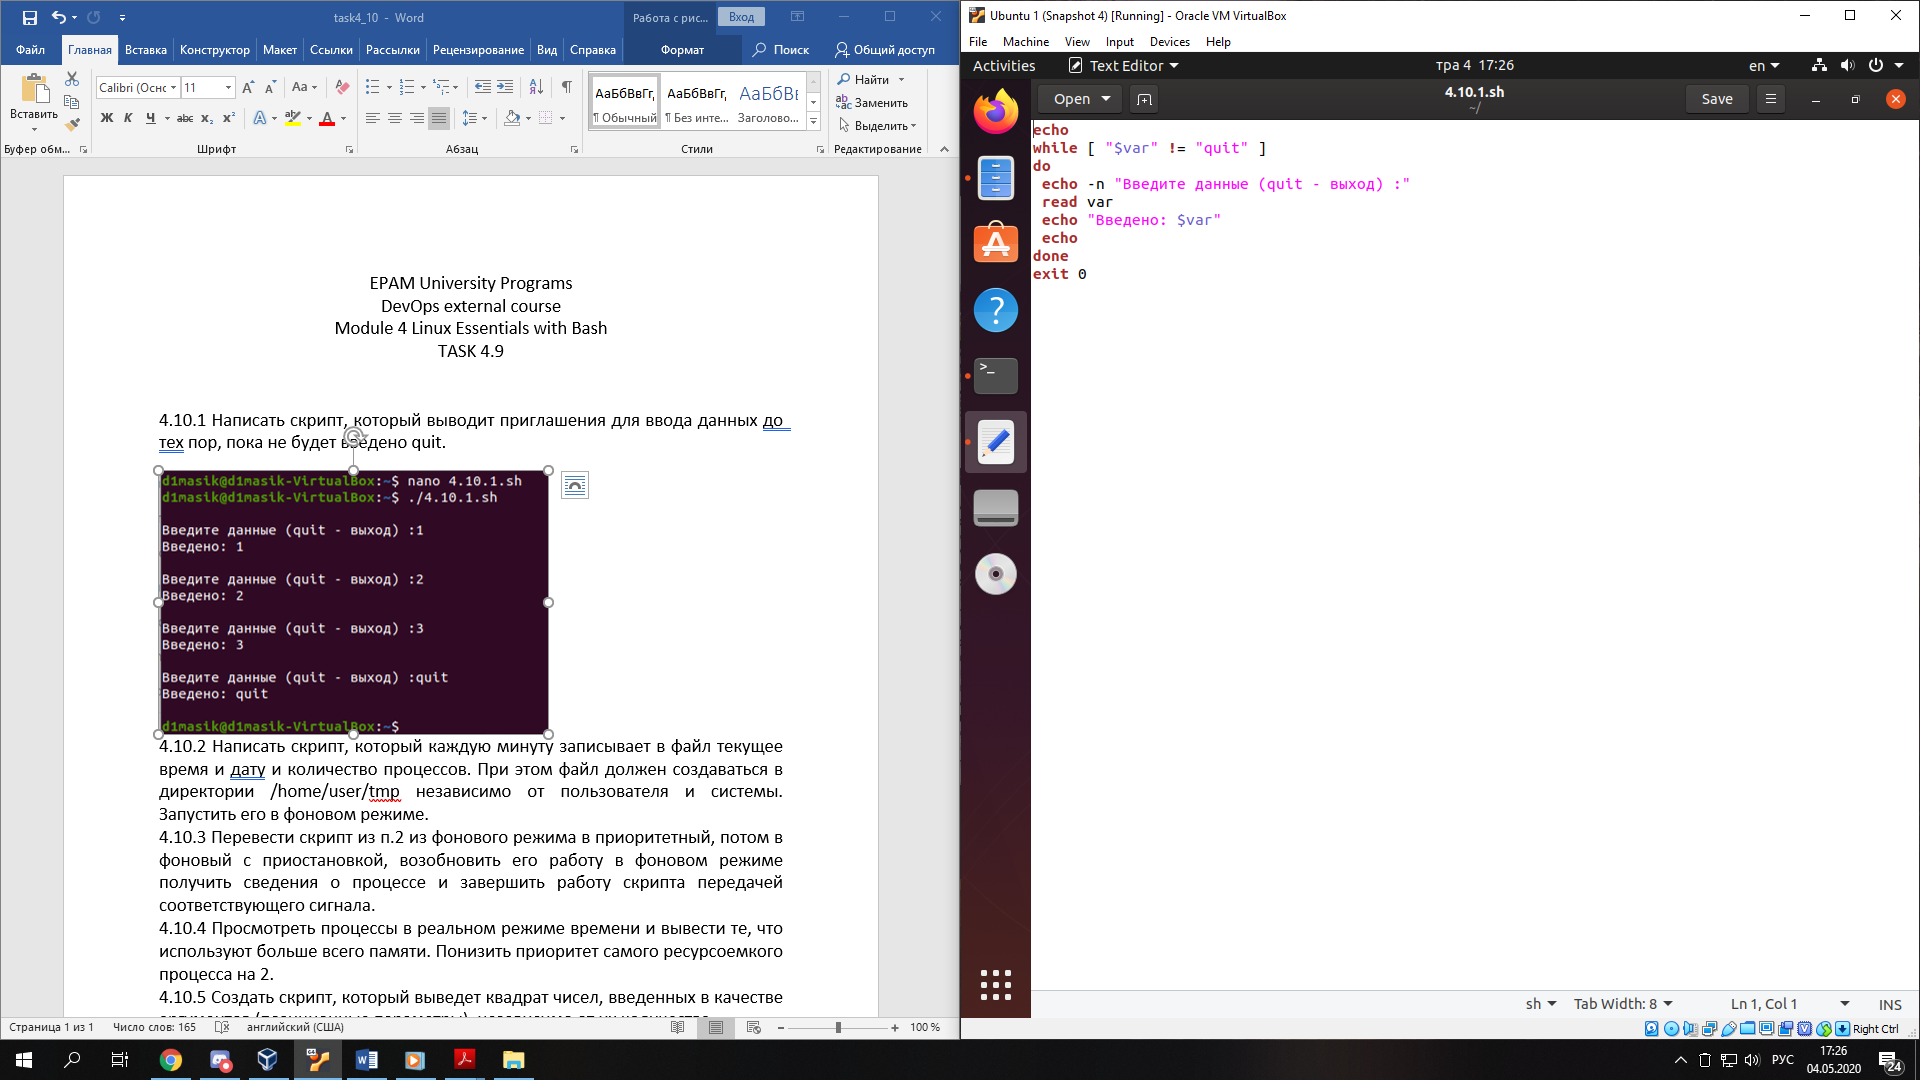 task4_10 - Word
Работа с рис...
Вход
Файл
Главная
Вставка
Конструктор
Макет
Ссылки
Рассылки
Рецензирование
Вид
Справка
Формат
Поиск
Общий доступ
Вставить
Calibri (Оснс
11
Aa
Ж К Ч abc x₂ x²
Найти
Заменить
Выделить
АаБбВвГг,
АаБбВвГг,
АаБбВвІ
¶ Обычный
¶ Без инте...
Заголово...
Буфер обм...
Шрифт
Абзац
Стили
Редактирование
EPAM University Programs
DevOps external course
Module 4 Linux Essentials with Bash
TASK 4.9
4.10.1 Написать скрипт, который выводит приглашения для ввода данных до
тех пор, пока не будет введено quit.
d1masik@d1masik-VirtualBox:~$ nano 4.10.1.sh
d1masik@d1masik-VirtualBox:~$ ./4.10.1.sh
Введите данные (quit - выход) :1
Введено: 1
Введите данные (quit - выход) :2
Введено: 2
Введите данные (quit - выход) :3
Введено: 3
Введите данные (quit - выход) :quit
Введено: quit
d1masik@d1masik-VirtualBox:~$
4.10.2 Написать скрипт, который каждую минуту записывает в файл текущее
время и дату и количество процессов. При этом файл должен создаваться в
директории /home/user/tmp независимо от пользователя и системы.
Запустить его в фоновом режиме.
4.10.3 Перевести скрипт из п.2 из фонового режима в приоритетный, потом в
фоновый с приостановкой, возобновить его работу в фоновом режиме
получить сведения о процессе и завершить работу скрипта передачей
соответствующего сигнала.
4.10.4 Просмотреть процессы в реальном режиме времени и вывести те, что
используют больше всего памяти. Понизить приоритет самого ресурсоемкого
процесса на 2.
4.10.5 Создать скрипт, который выведет квадрат чисел, введенных в качестве
Страница 1 из 1
Число слов: 165
английский (США)
100 %
Ubuntu 1 (Snapshot 4) [Running] - Oracle VM VirtualBox
File Machine View Input Devices Help
Activities
Text Editor
тра 4 17:26
en
Open
4.10.1.sh
~/
Save
echo
while [ "$var" != "quit" ]
do
echo -n "Введите данные (quit - выход) :"
read var
echo "Введено: $var"
echo
done
exit 0
sh
Tab Width: 8
Ln 1, Col 1
INS
Right Ctrl
РУС
17:26
04.05.2020
24